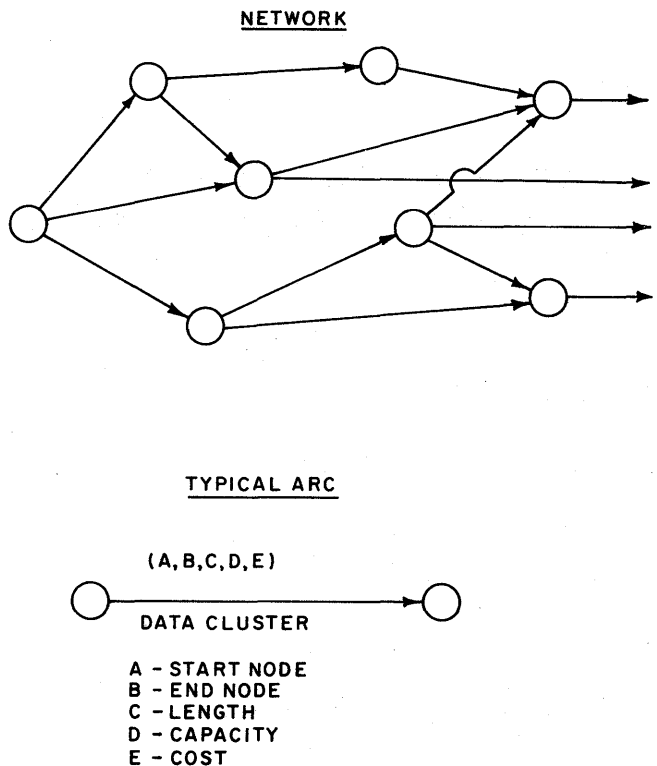 NETWORK
TYPICAL ARC
(A,B,C,D,E)
DATA CLUSTER
A - START NODE
B - END NODE
C - LENGTH
D - CAPACITY
E - COST